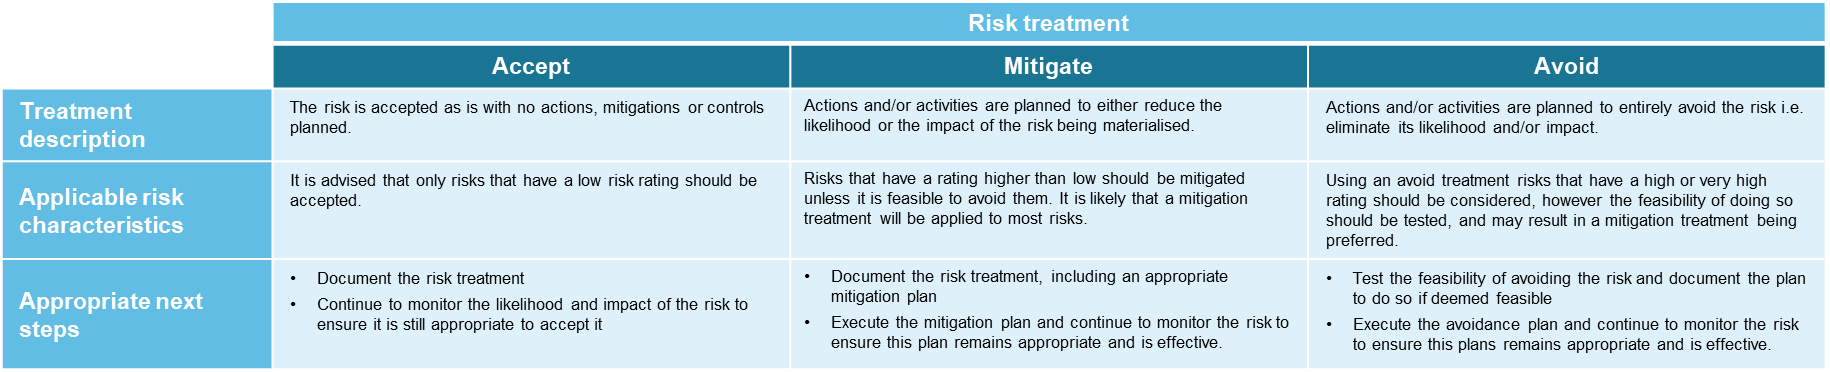 Risk treatment
Accept
Mitigate
Avoid
Treatment
description
The risk is accepted as is with no actions, mitigations or controls
planned.
Actions and/or activities are planned to either reduce the
likelihood or the impact of the risk being materialised.
Actions and/or activities are planned to entirely avoid the risk i.e.
eliminate its likelihood and/or impact.
Applicable risk
characteristics
It is advised that only risks that have a low risk rating should be
accepted.
Risks that have a rating higher than low should be mitigated
unless it is feasible to avoid them. It is likely that a mitigation
treatment will be applied to most risks.
Using an avoid treatment risks that have a high or very high
rating should be considered, however the feasibility of doing so
should be tested, and may result in a mitigation treatment being
preferred.
Appropriate next
steps
• Document the risk treatment
• Continue to monitor the likelihood and impact of the risk to
ensure it is still appropriate to accept it
• Document the risk treatment, including an appropriate
mitigation plan
• Execute the mitigation plan and continue to monitor the risk to
ensure this plan remains appropriate and is effective.
• Test the feasibility of avoiding the risk and document the plan
to do so if deemed feasible
• Execute the avoidance plan and continue to monitor the risk
to ensure this plans remains appropriate and is effective.